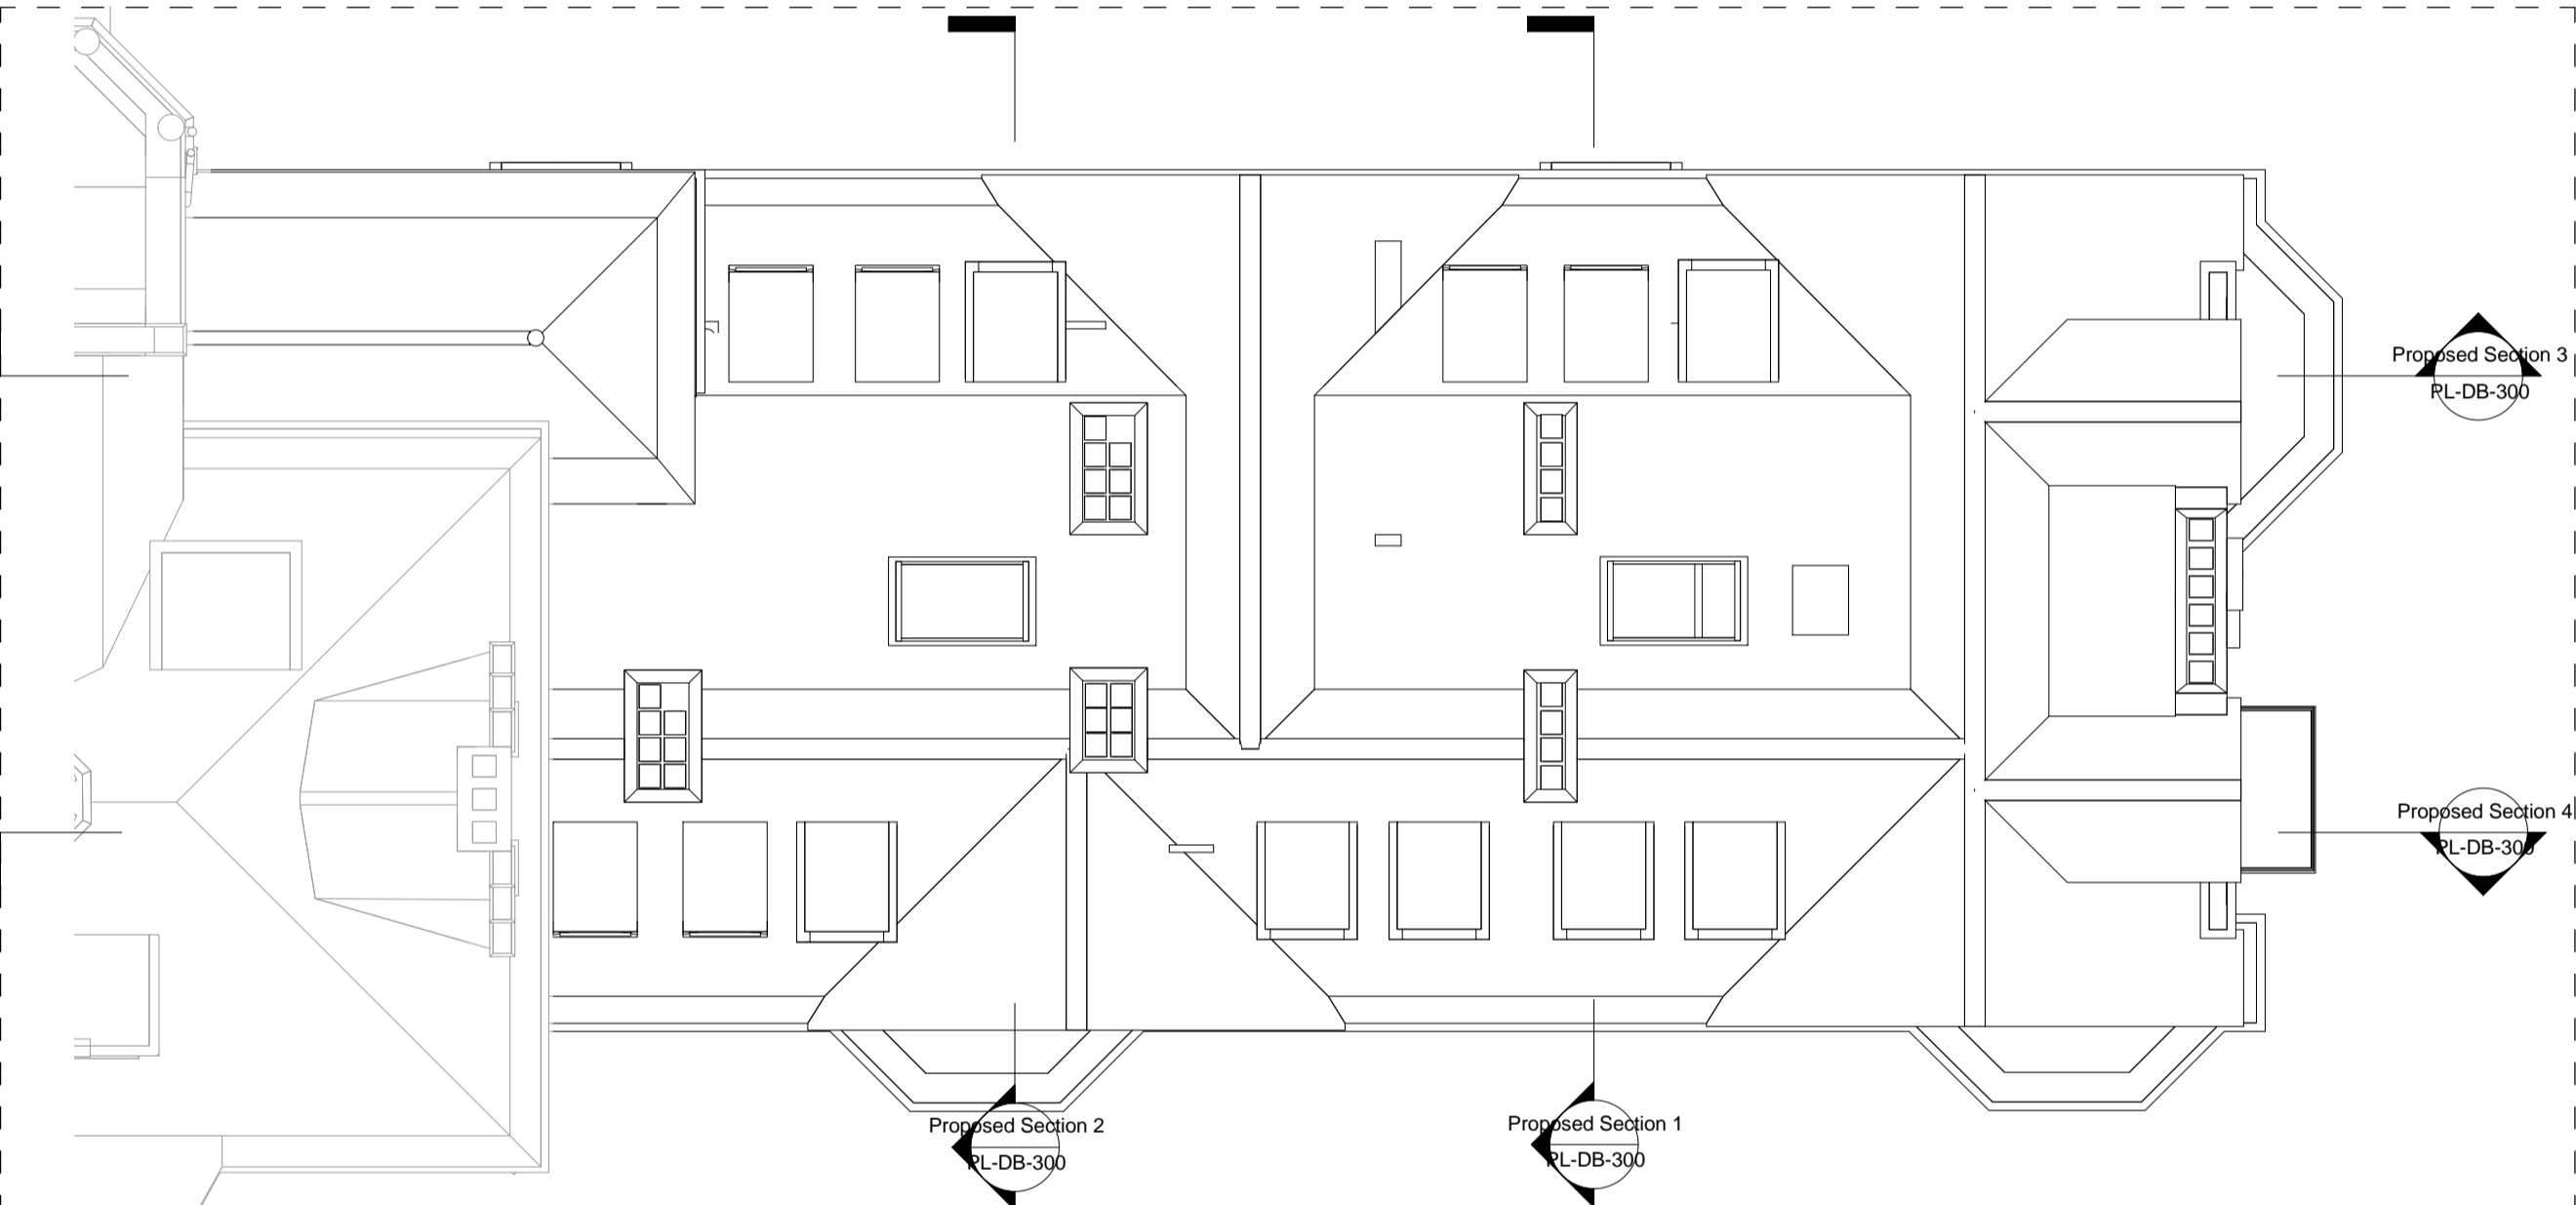 Proposed Section 3
PL-DB-300
Proposed Section 4
PL-DB-300
Proposed Section 2
PL-DB-300
Proposed Section 1
PL-DB-300